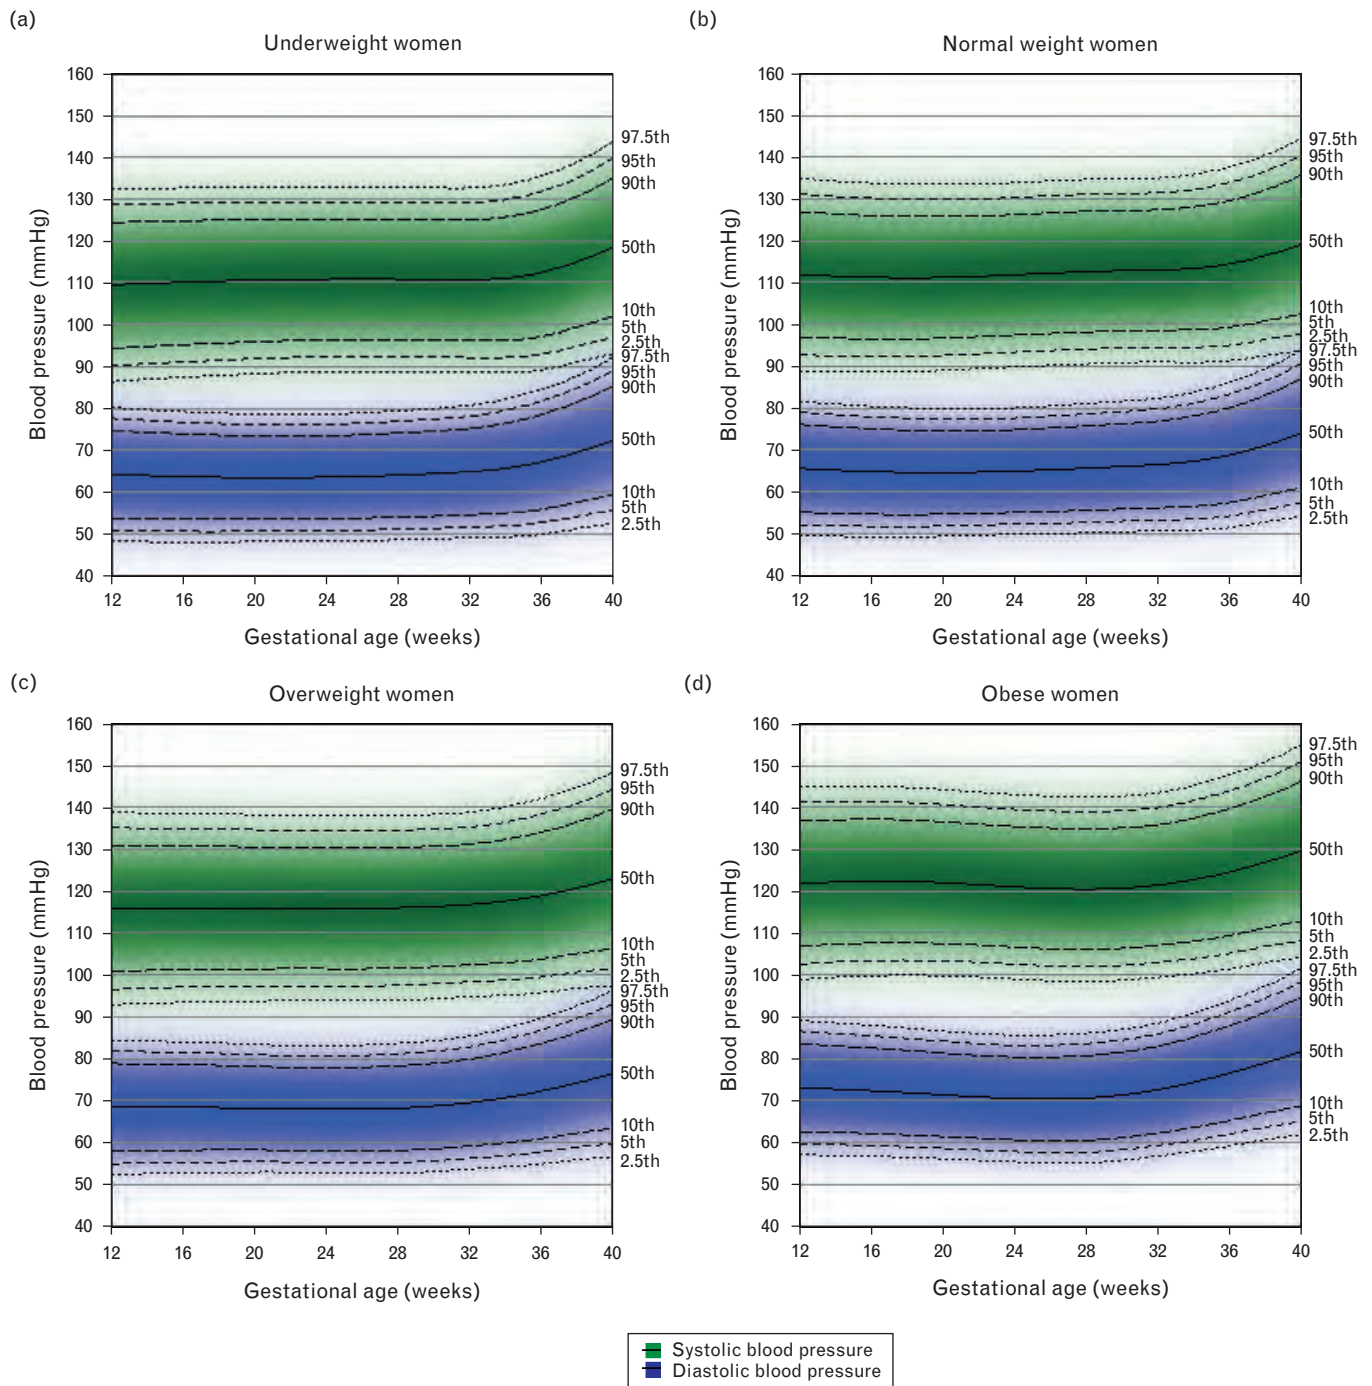 (a)
Underweight women
Blood pressure (mmHg)
160
150
140
130
120
110
100
90
80
70
60
50
40
97.5th
95th
90th
50th
10th
5th
2.5th
97.5th
95th
90th
50th
10th
5th
2.5th
12 16 20 24 28 32 36 40
Gestational age (weeks)
(b)
Normal weight women
Blood pressure (mmHg)
160
150
140
130
120
110
100
90
80
70
60
50
40
97.5th
95th
90th
50th
10th
5th
2.5th
97.5th
95th
90th
50th
10th
5th
2.5th
12 16 20 24 28 32 36 40
Gestational age (weeks)
(c)
Overweight women
Blood pressure (mmHg)
160
150
140
130
120
110
100
90
80
70
60
50
40
97.5th
95th
90th
50th
10th
5th
2.5th
97.5th
95th
90th
50th
10th
5th
2.5th
12 16 20 24 28 32 36 40
Gestational age (weeks)
(d)
Obese women
Blood pressure (mmHg)
160
150
140
130
120
110
100
90
80
70
60
50
40
97.5th
95th
90th
50th
10th
5th
2.5th
97.5th
95th
90th
50th
10th
5th
2.5th
12 16 20 24 28 32 36 40
Gestational age (weeks)
Systolic blood pressure
Diastolic blood pressure